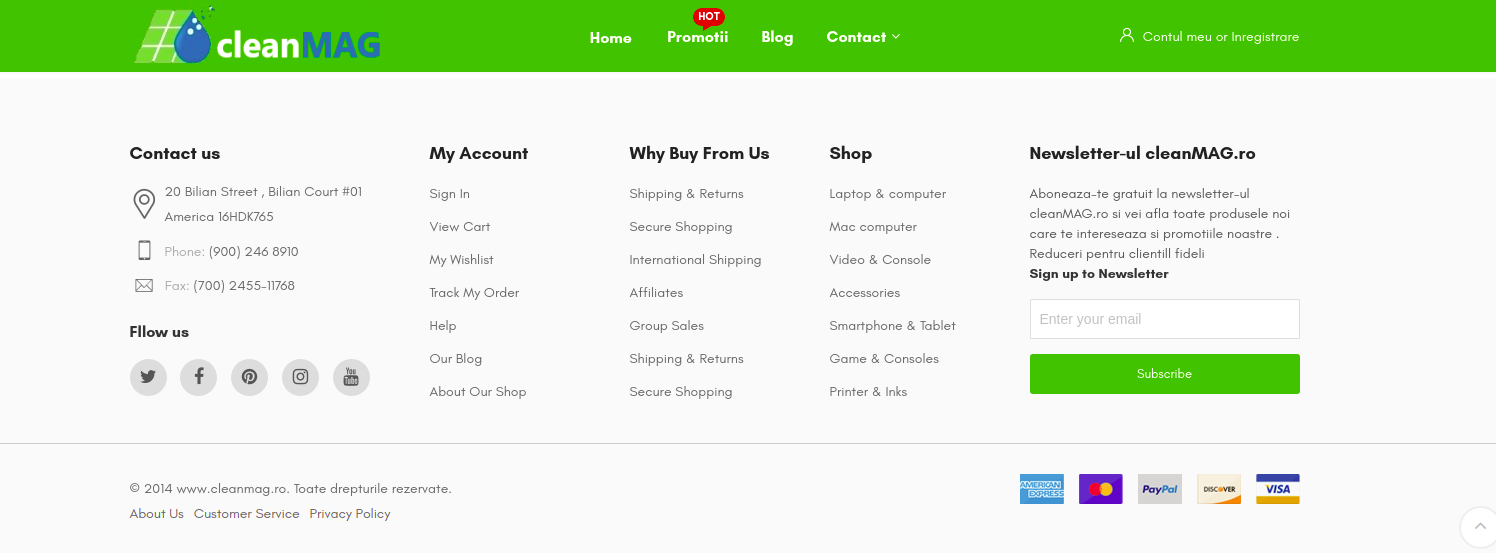 cleanMAG
Home
HOT
Promotii
Blog
Contact
Contul meu or Inregistrare
Contact us
20 Bilian Street , Bilian Court #01
America 16HDK765
Phone: (900) 246 8910
Fax: (700) 2455-11768
Fllow us
You
Tube
My Account
Sign In
View Cart
My Wishlist
Track My Order
Help
Our Blog
About Our Shop
Why Buy From Us
Shipping & Returns
Secure Shopping
International Shipping
Affiliates
Group Sales
Shipping & Returns
Secure Shopping
Shop
Laptop & computer
Mac computer
Video & Console
Accessories
Smartphone & Tablet
Game & Consoles
Printer & Inks
Newsletter-ul cleanMAG.ro
Aboneaza-te gratuit la newsletter-ul
cleanMAG.ro si vei afla toate produsele noi
care te intereseaza si promotiile noastre .
Reduceri pentru clientill fideli
Sign up to Newsletter
Enter your email
Subscribe
© 2014 www.cleanmag.ro. Toate drepturile rezervate.
About Us Customer Service Privacy Policy
AMERICAN
EXPRESS
PayPal
DISCOVER
VISA